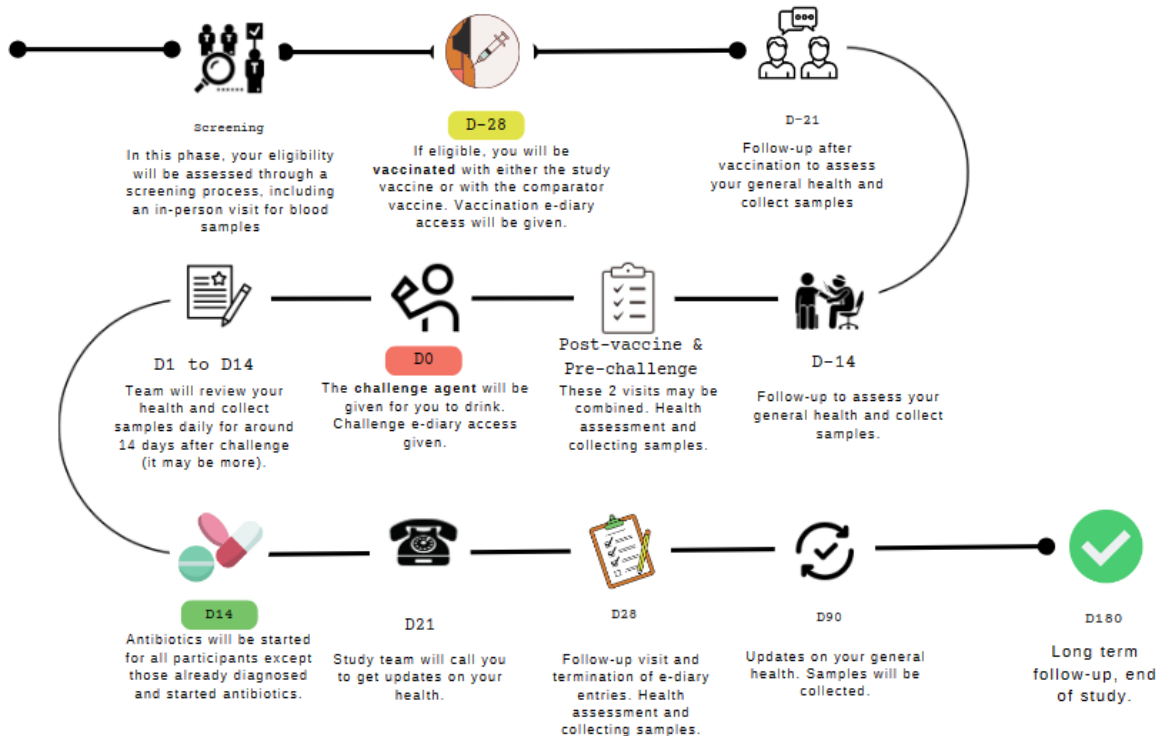 Screening
In this phase, your eligibility
will be assessed through a
screening process, including
an in-person visit for blood
samples
D-28
If eligible, you will be
vaccinated with either the study
vaccine or with the comparator
vaccine. Vaccination e-diary
access will be given.
D-21
Follow-up after
vaccination to assess
your general health and
collect samples
D1 to D14
Team will review your
health and collect
samples daily for around
14 days after challenge
(it may be more).
D0
The challenge agent will be
given for you to drink.
Challenge e-diary access
given.
Post-vaccine &
Pre-challenge
These 2 visits may be
combined. Health
assessment and
collecting samples.
D-14
Follow-up to assess your
general health and collect
samples.
D14
Antibiotics will be started
for all participants except
those already diagnosed
and started antibiotics.
D21
Study team will call you
to get updates on your
health.
D28
Follow-up visit and
termination of e-diary
entries. Health
assessment and
collecting samples.
D90
Updates on your general
health. Samples will be
collected.
D180
Long term
follow-up, end
of study.